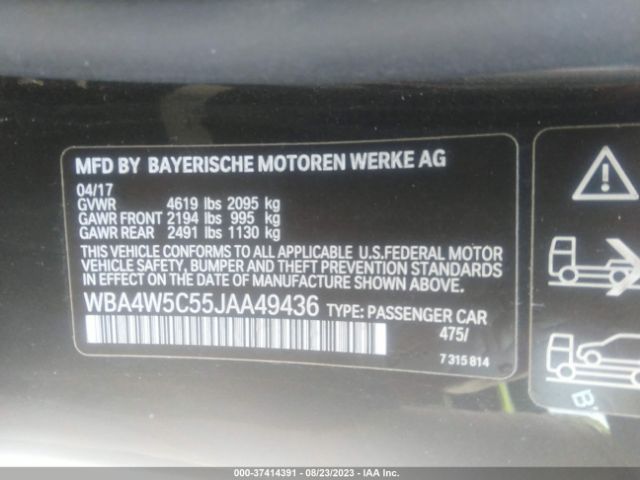 MFD BY BAYERISCHE MOTOREN WERKE AG
04/17
GVWR 4619 lbs 2095 kg
GAWR FRONT 2194 lbs 995 kg
GAWR REAR 2491 lbs 1130 kg
THIS VEHICLE CONFORMS TO ALL APPLICABLE U.S.FEDERAL MOTOR
VEHICLE SAFETY, BUMPER AND THEFT PREVENTION STANDARDS
IN EFFECT ON THE DATE OF MANUFACTURE SHOWN ABOVE.
WBA4W5C55JAA49436 TYPE: PASSENGER CAR
475/
7 315 814
B
000-37414391 - 08/23/2023 - IAA Inc.